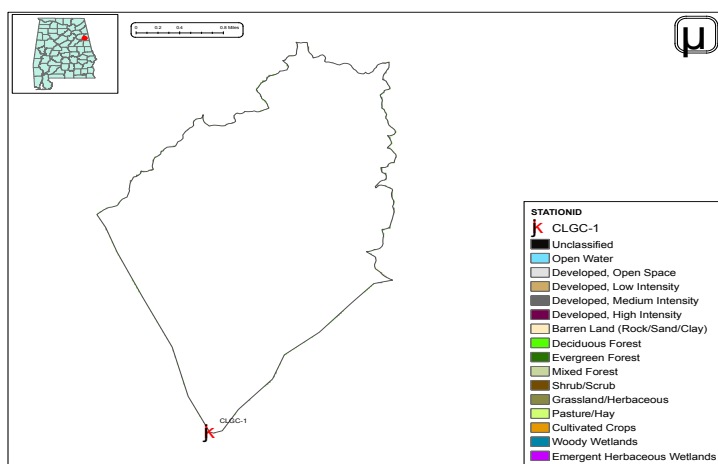 0 0.2 0.4 0.8 Miles
µ
CLGC-1
STATIONID
CLGC-1
Unclassified
Open Water
Developed, Open Space
Developed, Low Intensity
Developed, Medium Intensity
Developed, High Intensity
Barren Land (Rock/Sand/Clay)
Deciduous Forest
Evergreen Forest
Mixed Forest
Shrub/Scrub
Grassland/Herbaceous
Pasture/Hay
Cultivated Crops
Woody Wetlands
Emergent Herbaceous Wetlands